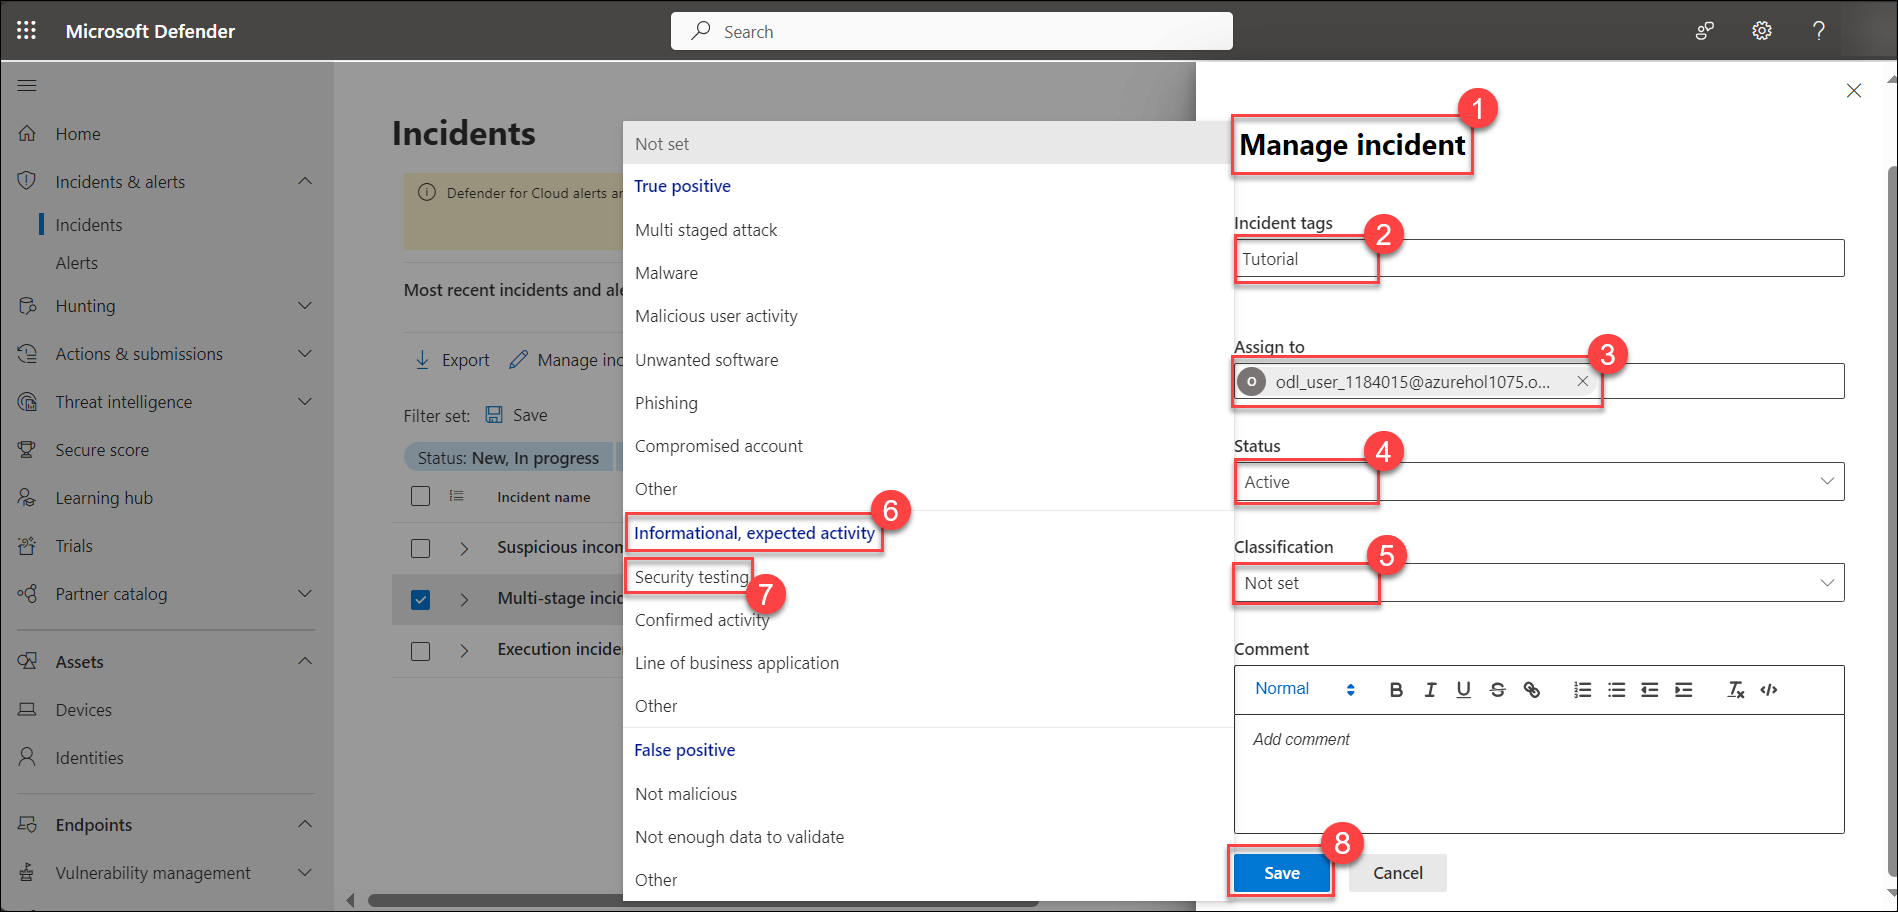 Microsoft Defender
Search
Home
Incidents & alerts
Incidents
Alerts
Hunting
Actions & submissions
Threat intelligence
Secure score
Learning hub
Trials
Partner catalog
Assets
Devices
Identities
Endpoints
Vulnerability management
Incidents
Defender for Cloud alerts
Most recent incidents and
Export
Manage
Filter set:
Save
Status: New, In progress
Incident name
Suspicious
Multi-stage
Execution
Not set
True positive
Multi staged attack
Malware
Malicious user activity
Unwanted software
Phishing
Compromised account
Other
6
Informational, expected activity
Security testing
7
Confirmed activity
Line of business application
Other
False positive
Not malicious
Not enough data to validate
Other
1
Manage incident
Incident tags
2
Tutorial
Assign to
3
O
odl_user_1184015@azurehol1075.o...
Status
4
Active
Classification
5
Not set
Comment
Normal
Add comment
8
Save
Cancel